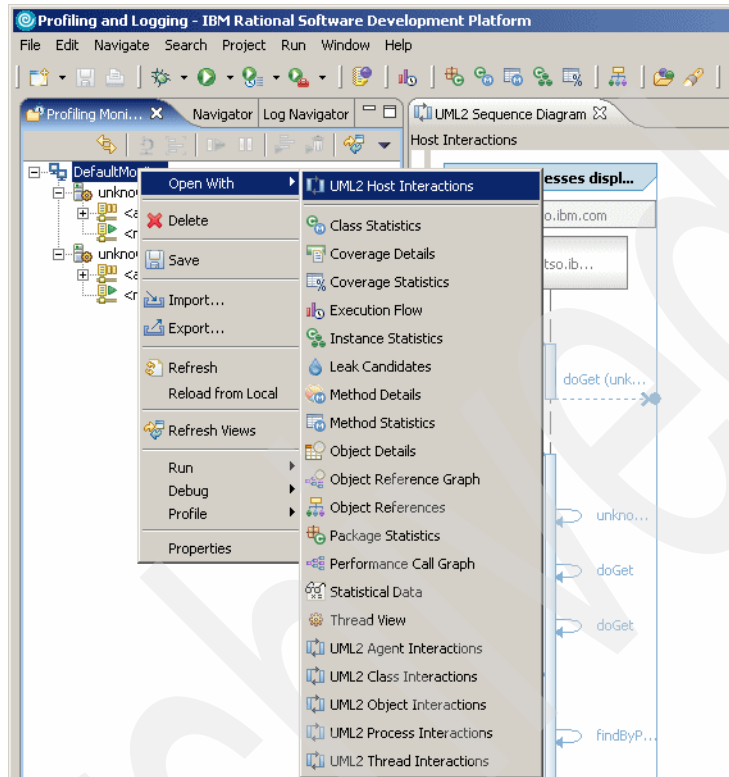 Profiling and Logging - IBM Rational Software Development Platform
File Edit Navigate Search Project Run Window Help
Profiling Moni... Navigator Log Navigator
UML2 Sequence Diagram
Host Interactions
DefaultMo
unkno
<a
<r
unkno
<a
<r
Open With
Delete
Save
Import...
Export...
Refresh
Reload from Local
Refresh Views
Run
Debug
Profile
Properties
UML2 Host Interactions
Class Statistics
Coverage Details
Coverage Statistics
Execution Flow
Instance Statistics
Leak Candidates
Method Details
Method Statistics
Object Details
Object Reference Graph
Object References
Package Statistics
Performance Call Graph
Statistical Data
Thread View
UML2 Agent Interactions
UML2 Class Interactions
UML2 Object Interactions
UML2 Process Interactions
UML2 Thread Interactions
esses displ...
o.ibm.com
tso.ib...
doGet (unk...
unkno...
doGet
doGet
findByP...